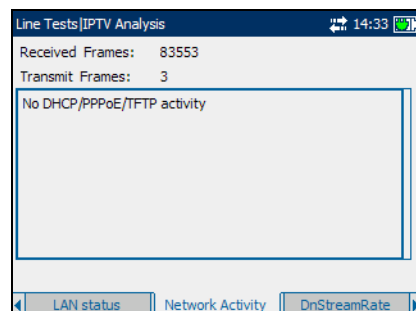 Line Tests|IPTV Analysis 14:33
Received Frames: 83553
Transmit Frames: 3
No DHCP/PPPoE/TFTP activity
LAN status Network Activity DnStreamRate